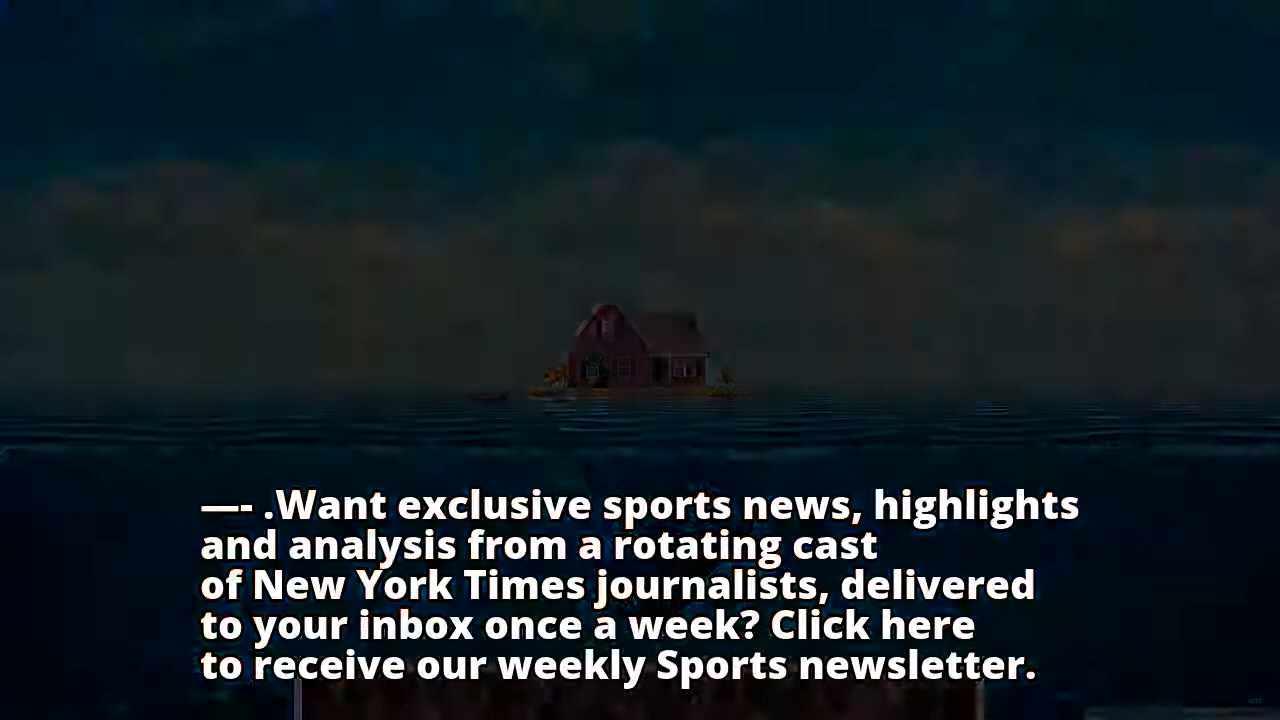 —- .Want exclusive sports news, highlights
and analysis from a rotating cast
of New York Times journalists, delivered
to your inbox once a week? Click here
to receive our weekly Sports newsletter.